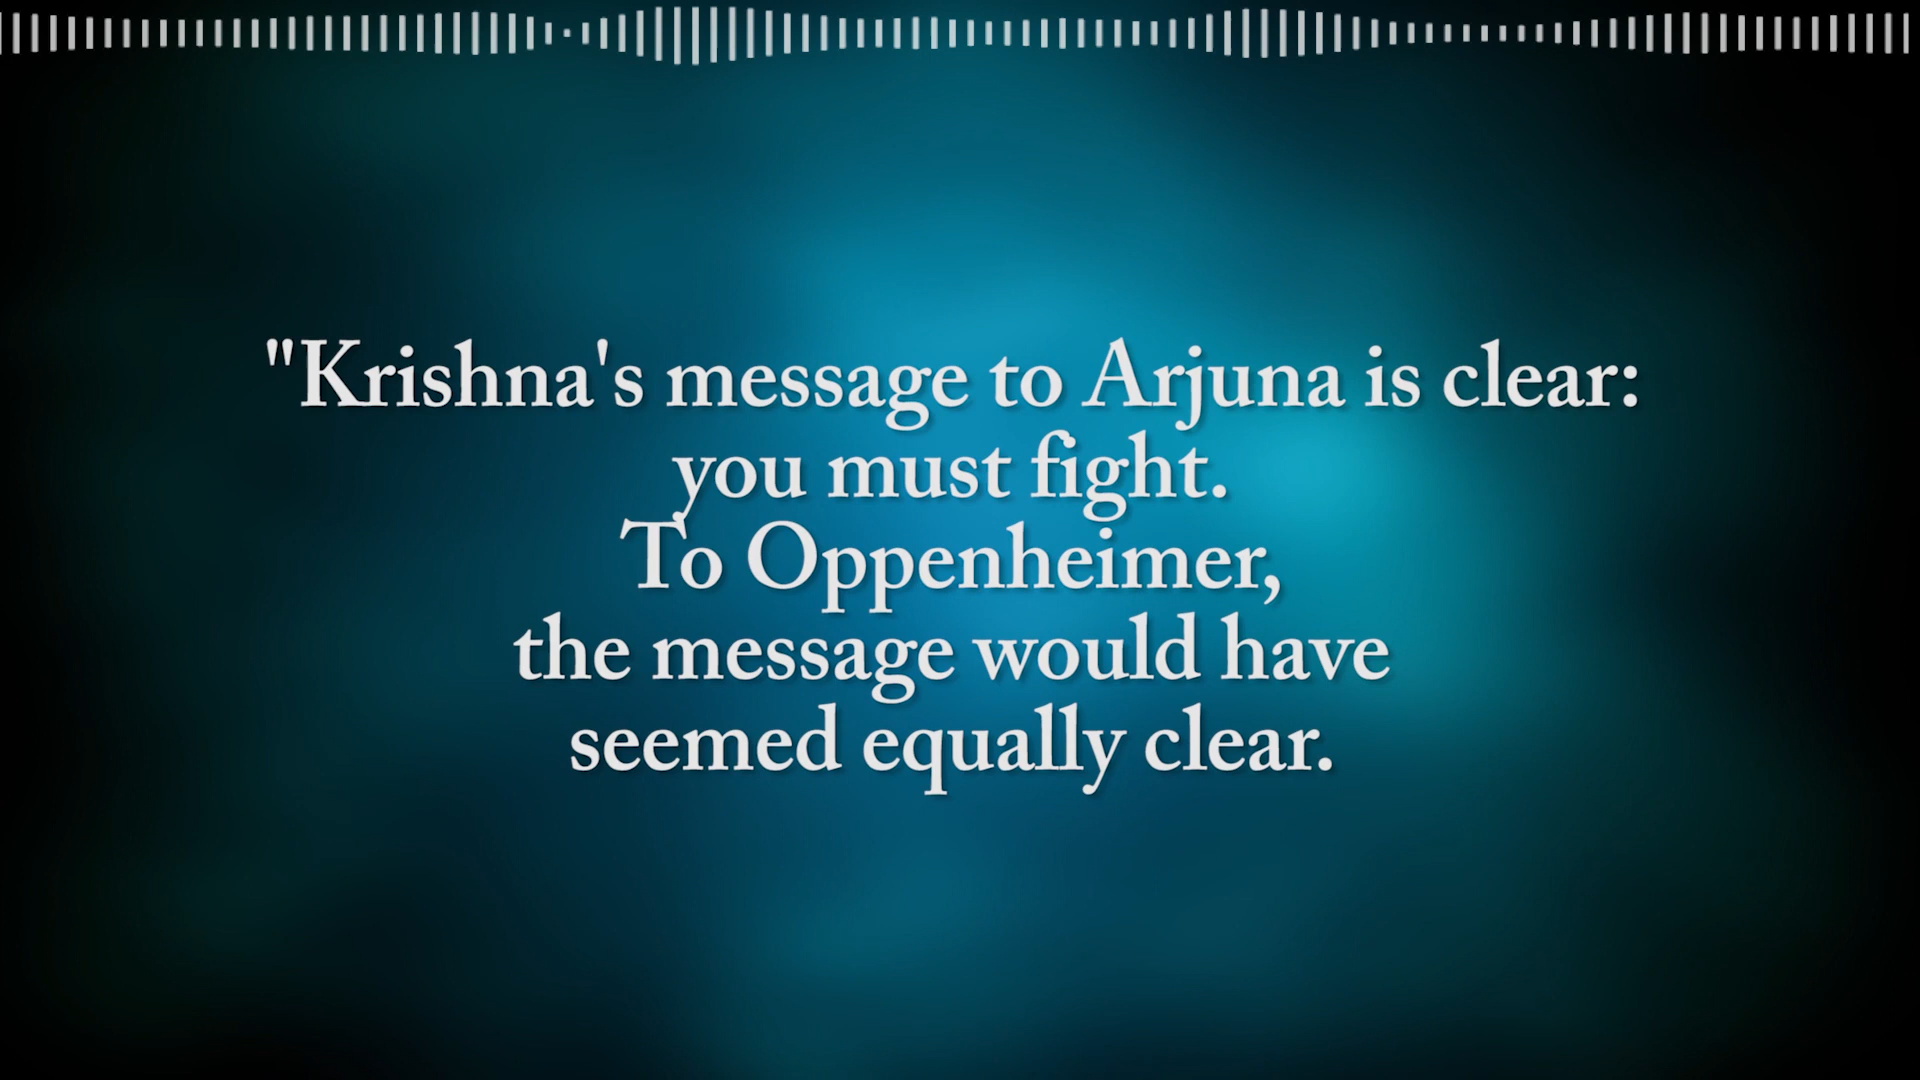 "Krishna's message to Arjuna is clear:
you must fight.
To Oppenheimer,
the message would have
seemed equally clear.